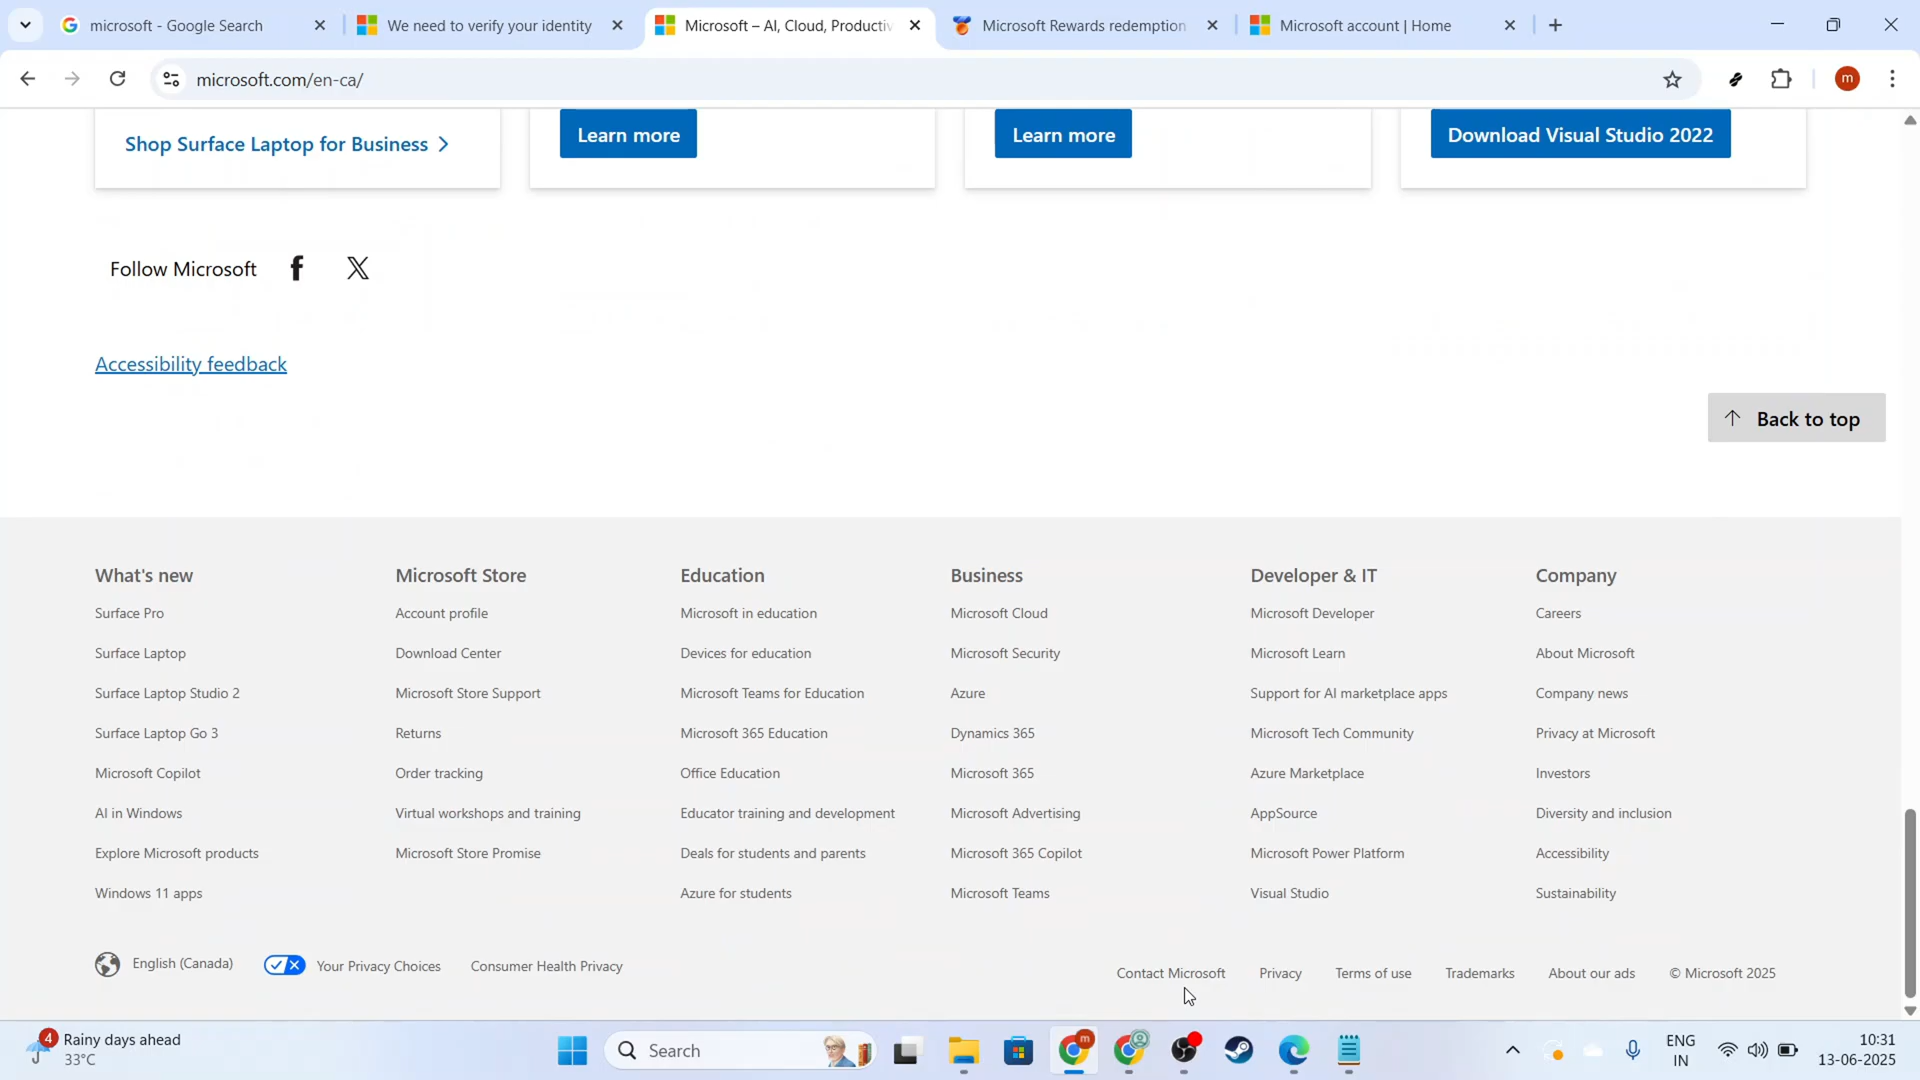 microsoft - Google Search
We need to verify your identity
Microsoft – AI, Cloud, Productiv
Microsoft Rewards redemption
Microsoft account | Home
microsoft.com/en-ca/
m
Shop Surface Laptop for Business
Learn more
Learn more
Download Visual Studio 2022
Follow Microsoft
Accessibility feedback
Back to top
What's new
Surface Pro
Surface Laptop
Surface Laptop Studio 2
Surface Laptop Go 3
Microsoft Copilot
AI in Windows
Explore Microsoft products
Windows 11 apps
Microsoft Store
Account profile
Download Center
Microsoft Store Support
Returns
Order tracking
Virtual workshops and training
Microsoft Store Promise
Education
Microsoft in education
Devices for education
Microsoft Teams for Education
Microsoft 365 Education
Office Education
Educator training and development
Deals for students and parents
Azure for students
Business
Microsoft Cloud
Microsoft Security
Azure
Dynamics 365
Microsoft 365
Microsoft Advertising
Microsoft 365 Copilot
Microsoft Teams
Developer & IT
Microsoft Developer
Microsoft Learn
Support for AI marketplace apps
Microsoft Tech Community
Azure Marketplace
AppSource
Microsoft Power Platform
Visual Studio
Company
Careers
About Microsoft
Company news
Privacy at Microsoft
Investors
Diversity and inclusion
Accessibility
Sustainability
English (Canada)
Your Privacy Choices
Consumer Health Privacy
Contact Microsoft
Privacy
Terms of use
Trademarks
About our ads
© Microsoft 2025
4
Rainy days ahead
33°C
Search
m
ENG
IN
10:31
13-06-2025